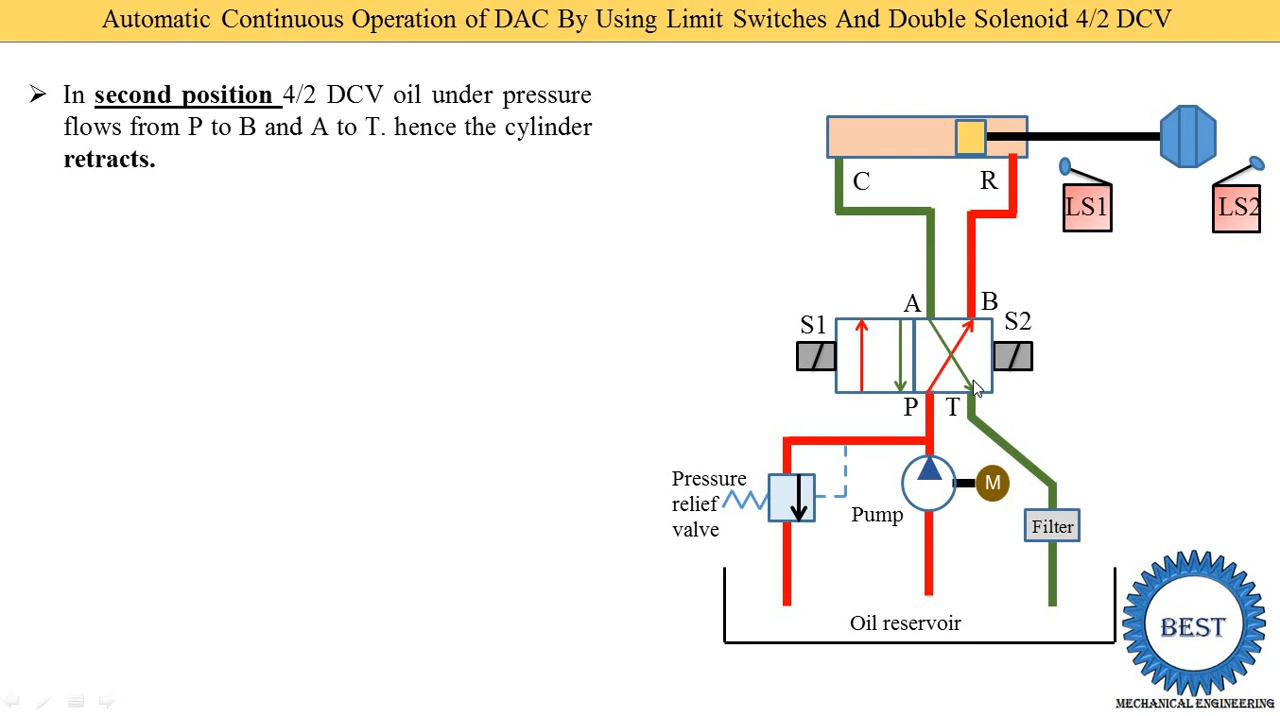 Automatic Continuous Operation of DAC By Using Limit Switches And Double Solenoid 4/2 DCV
In second position 4/2 DCV oil under pressure
flows from P to B and A to T. hence the cylinder
retracts.
C
R
LS1
LS2
A
B
S1
S2
P
T
Pressure
relief
valve
Pump
M
Filter
Oil reservoir
BEST
MECHANICAL ENGINEERING